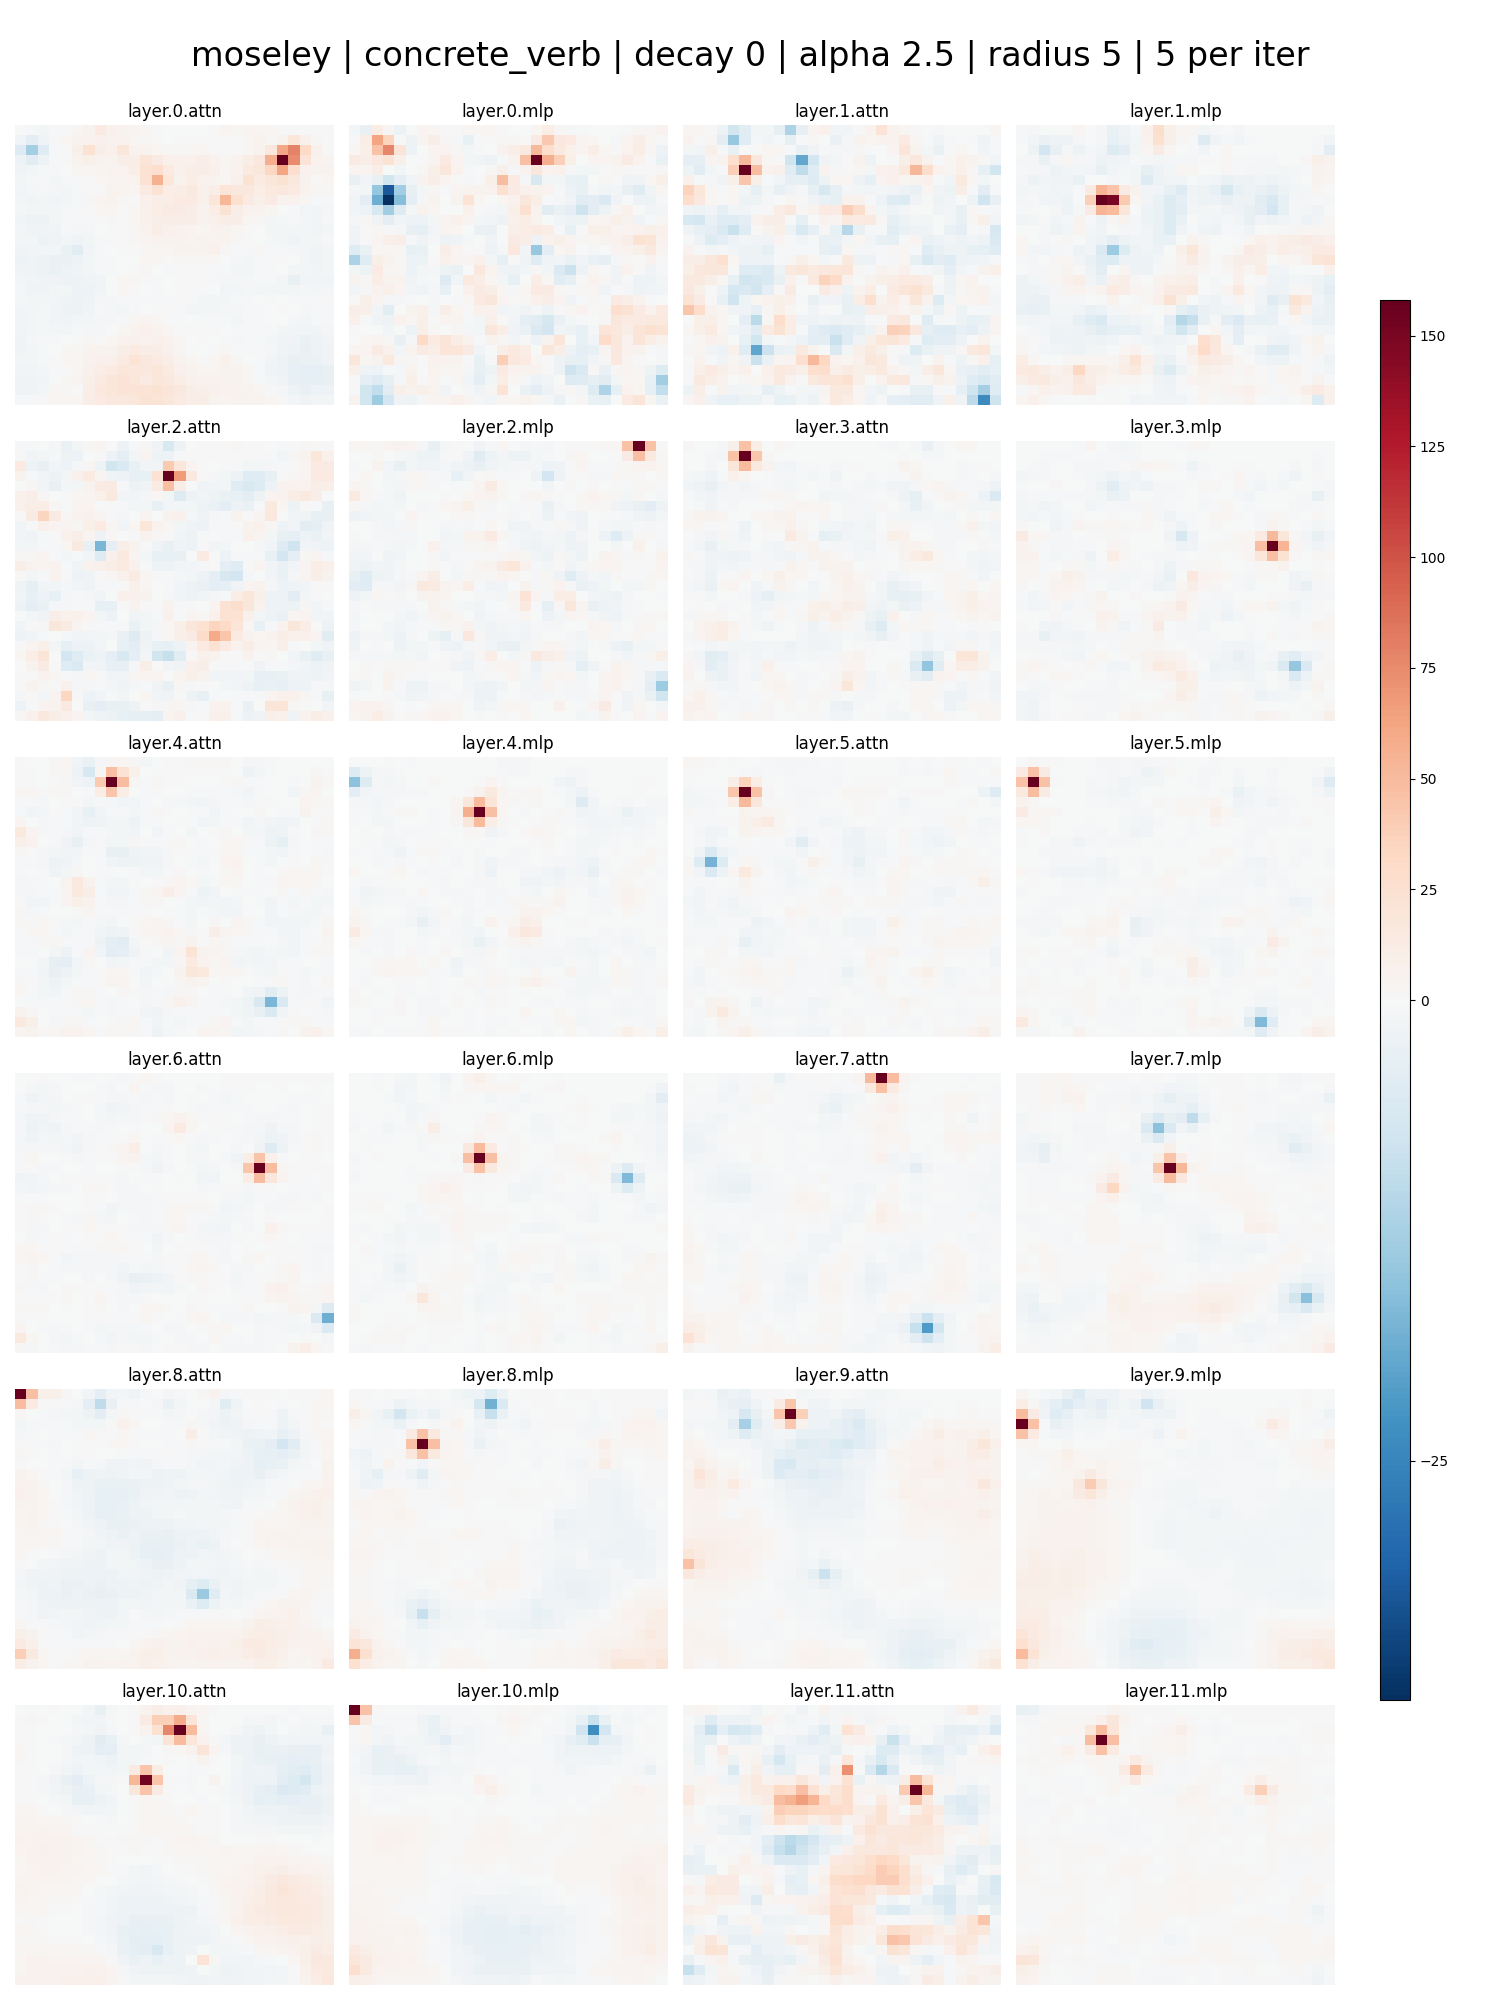 moseley | concrete_verb | decay 0 | alpha 2.5 | radius 5 | 5 per iter
layer.0.attn
layer.0.mlp
layer.1.attn
layer.1.mlp
layer.2.attn
layer.2.mlp
layer.3.attn
layer.3.mlp
layer.4.attn
layer.4.mlp
layer.5.attn
layer.5.mlp
layer.6.attn
layer.6.mlp
layer.7.attn
layer.7.mlp
layer.8.attn
layer.8.mlp
layer.9.attn
layer.9.mlp
layer.10.attn
layer.10.mlp
layer.11.attn
layer.11.mlp
150
125
100
75
50
25
0
−25